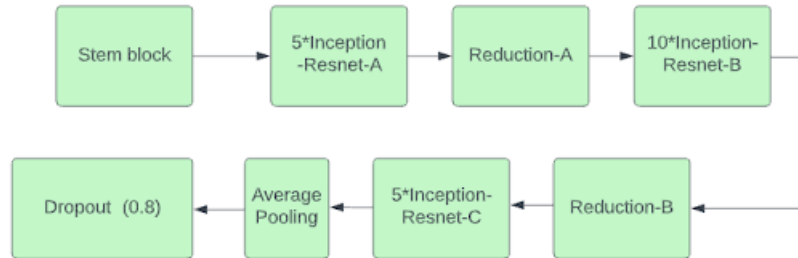 Stem block
5*Inception
-Resnet-A
Reduction-A
10*Inception-
Resnet-B
Dropout (0.8)
Average
Pooling
5*Inception-
Resnet-C
Reduction-B